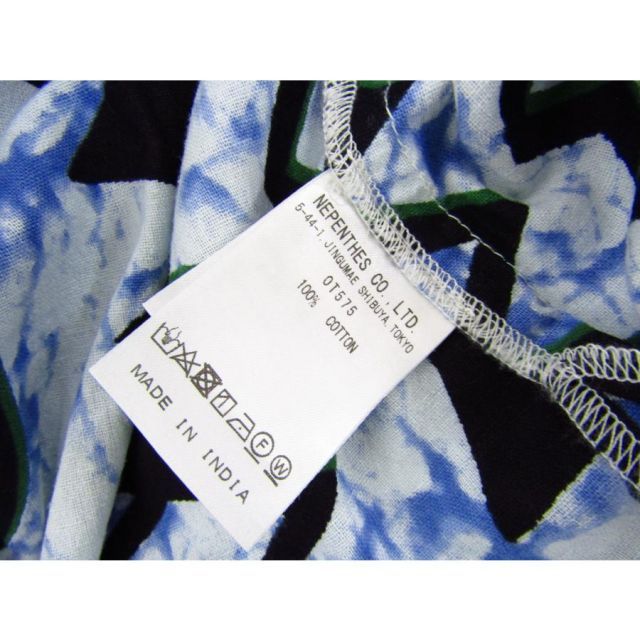 NEPENTHES CO., LTD.
5-44-1, JINGUMAE SHIBUYA, TOKYO
OT575
100% COTTON
F W
MADE IN INDIA